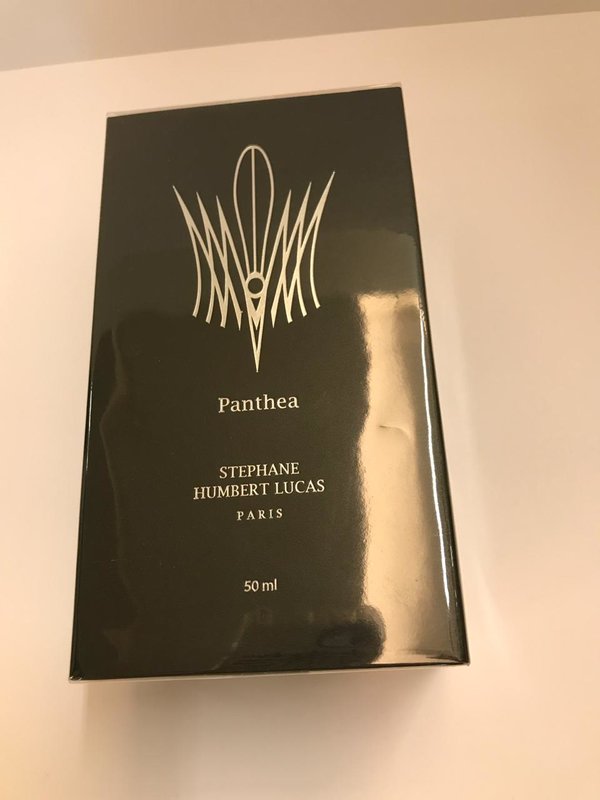 Panthea
STEPHANE
HUMBERT LUCAS
PARIS
50 ml